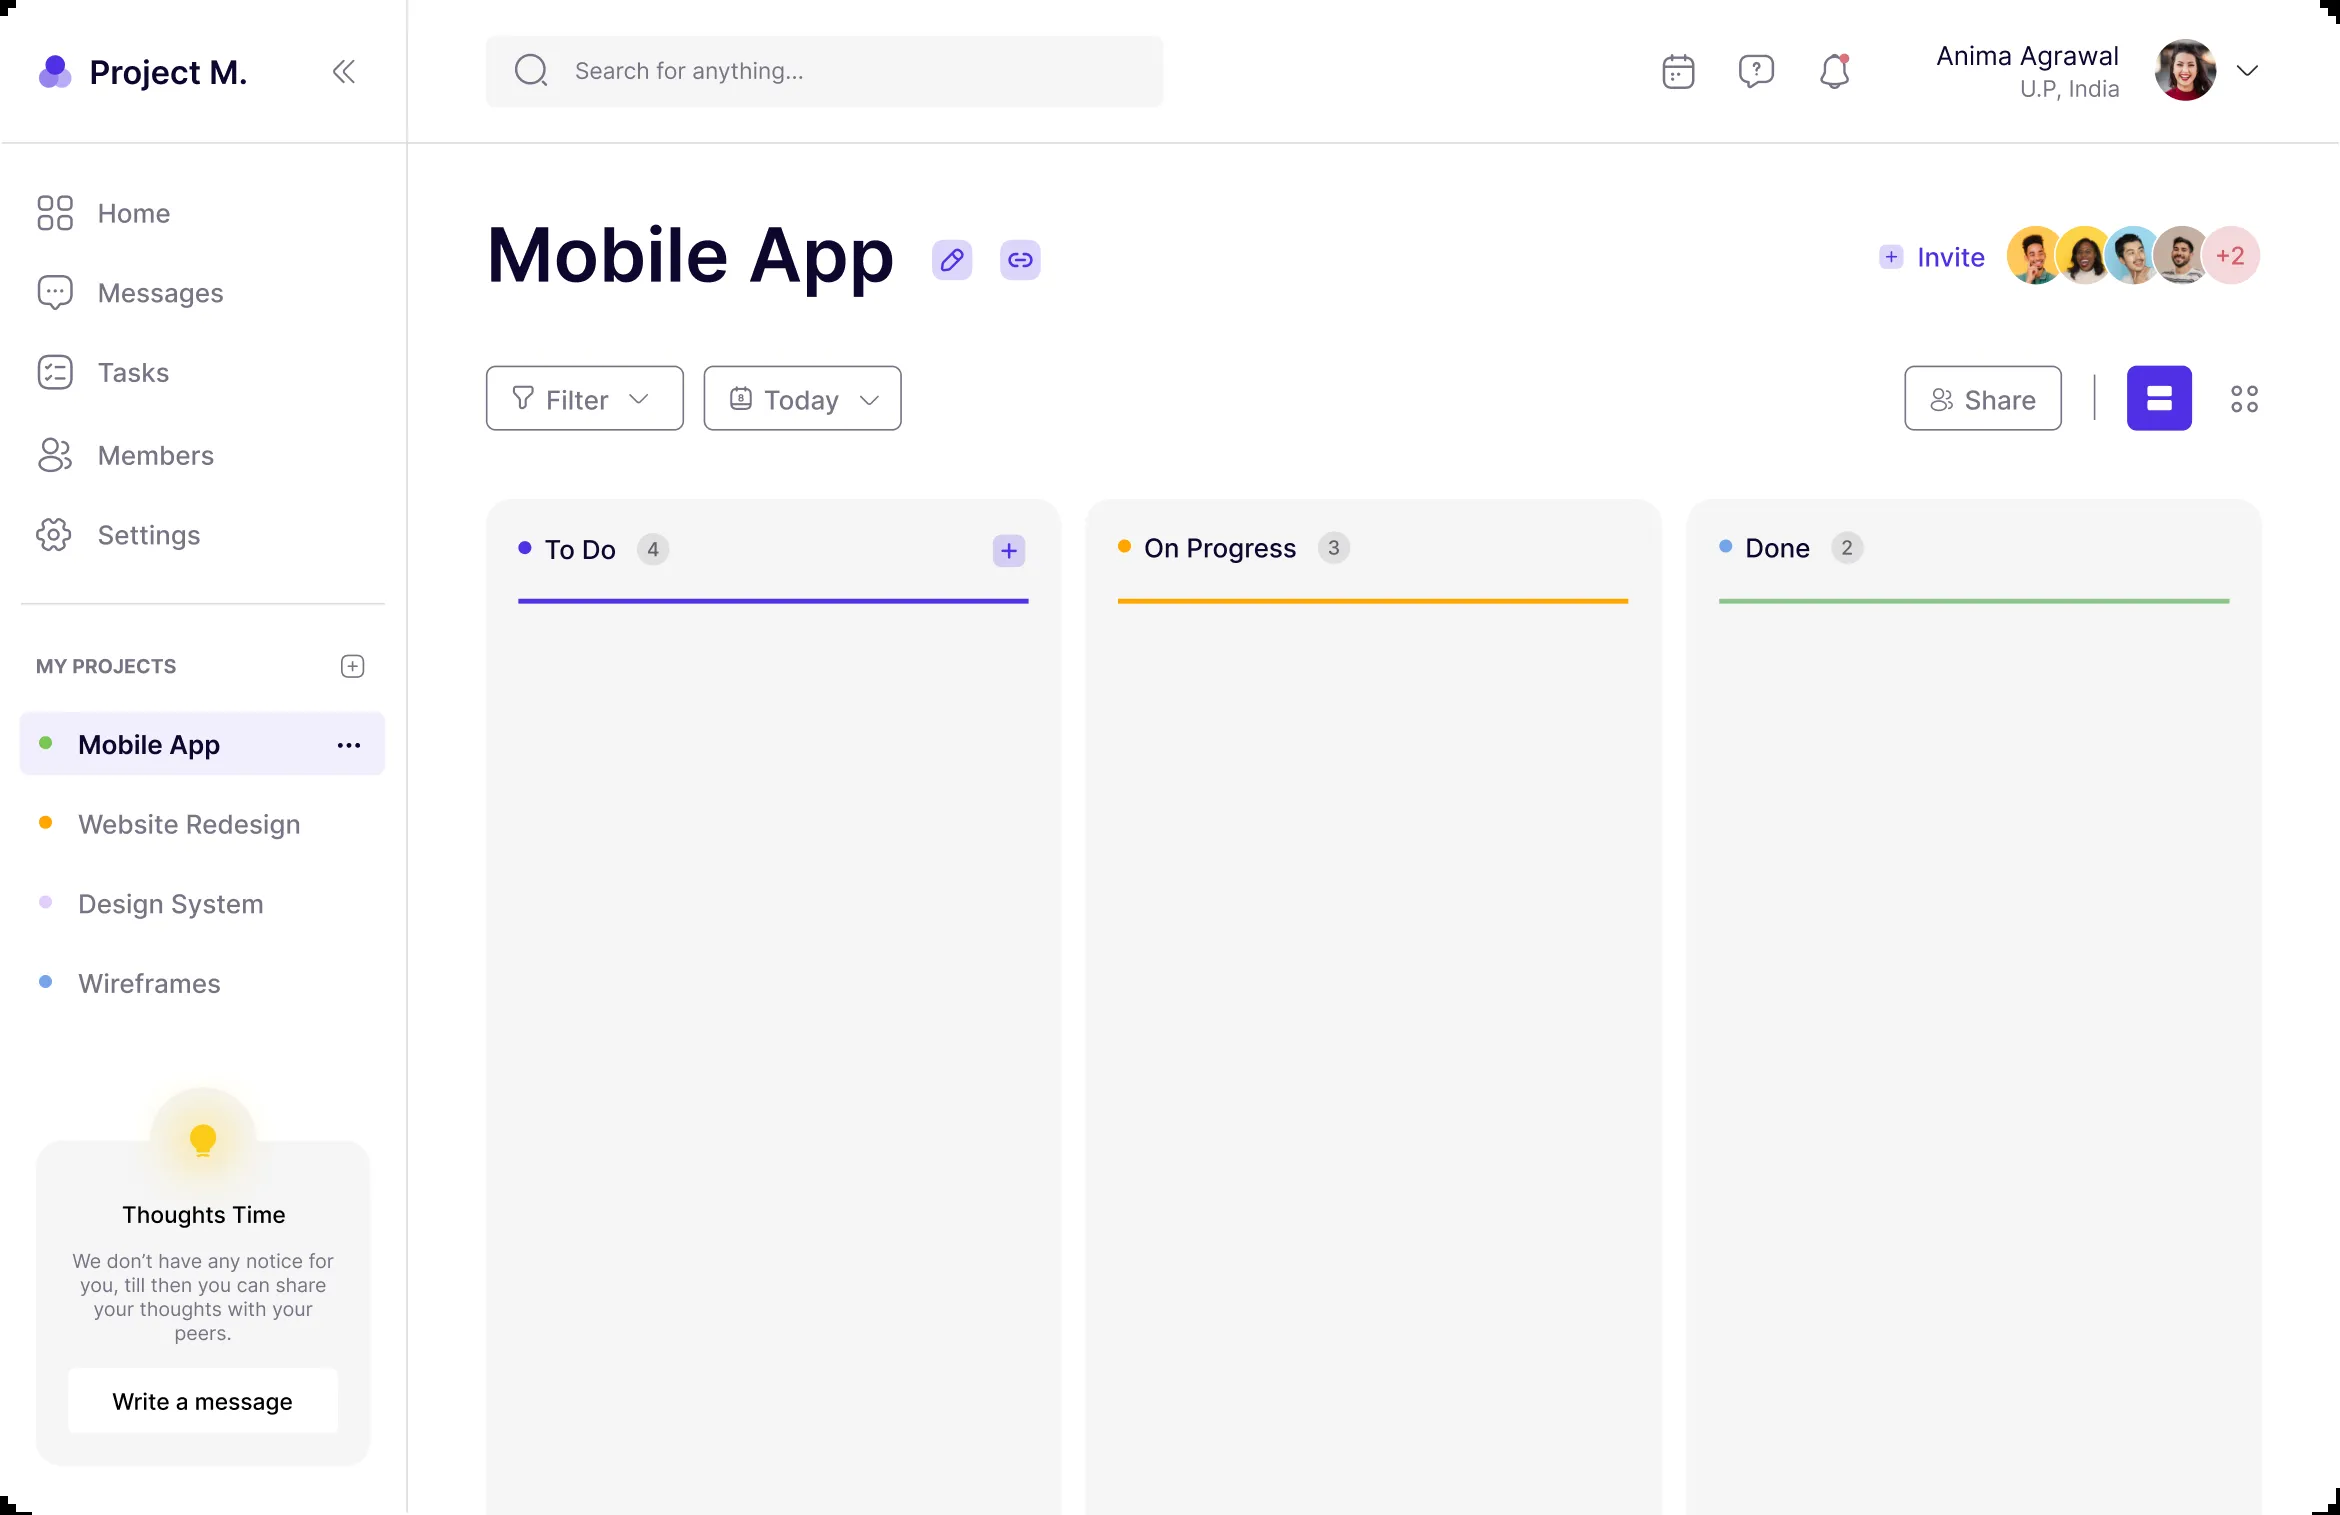 Project M.
Search for anything...
Anima Agrawal
U.P, India
Home
Messages
Tasks
Members
Settings
MY PROJECTS
Mobile App
Website Redesign
Design System
Wireframes
Thoughts Time
We don’t have any notice for
you, till then you can share
your thoughts with your
peers.
Write a message
Mobile App
Invite
+2
Filter
8 Today
Share
To Do 4
On Progress 3
Done 2